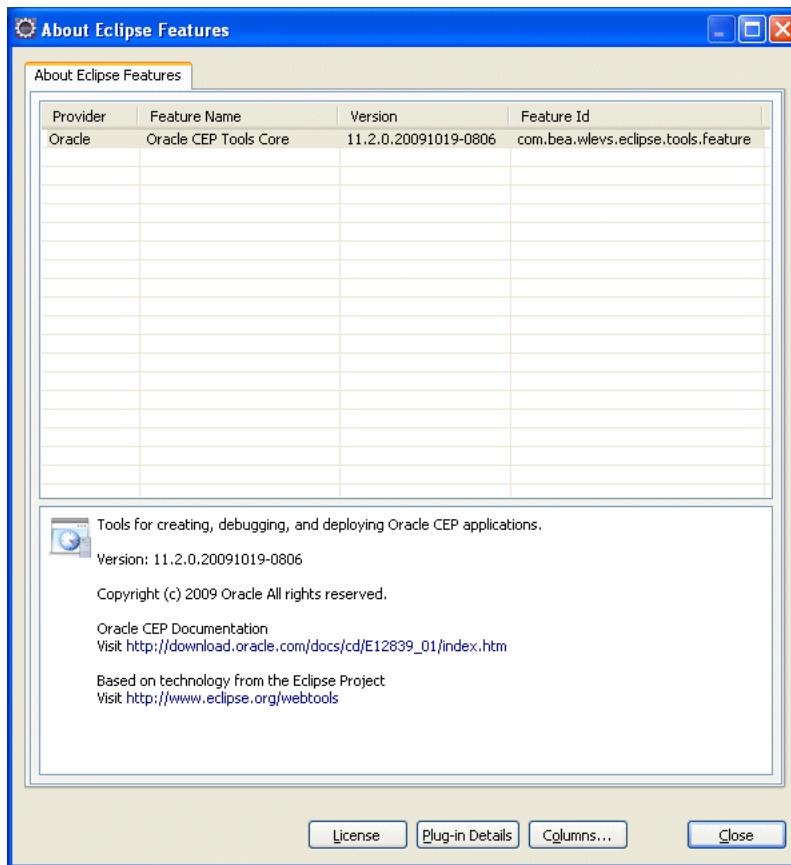 About Eclipse Features
About Eclipse Features
Provider Feature Name Version Feature Id
Oracle Oracle CEP Tools Core 11.2.0.20091019-0806 com.bea.wlevs.eclipse.tools.feature
Tools for creating, debugging, and deploying Oracle CEP applications.
Version: 11.2.0.20091019-0806
Copyright (c) 2009 Oracle All rights reserved.
Oracle CEP Documentation
Visit http://download.oracle.com/docs/cd/E12839_01/index.htm
Based on technology from the Eclipse Project
Visit http://www.eclipse.org/webtools
License Plug-in Details Columns... Close